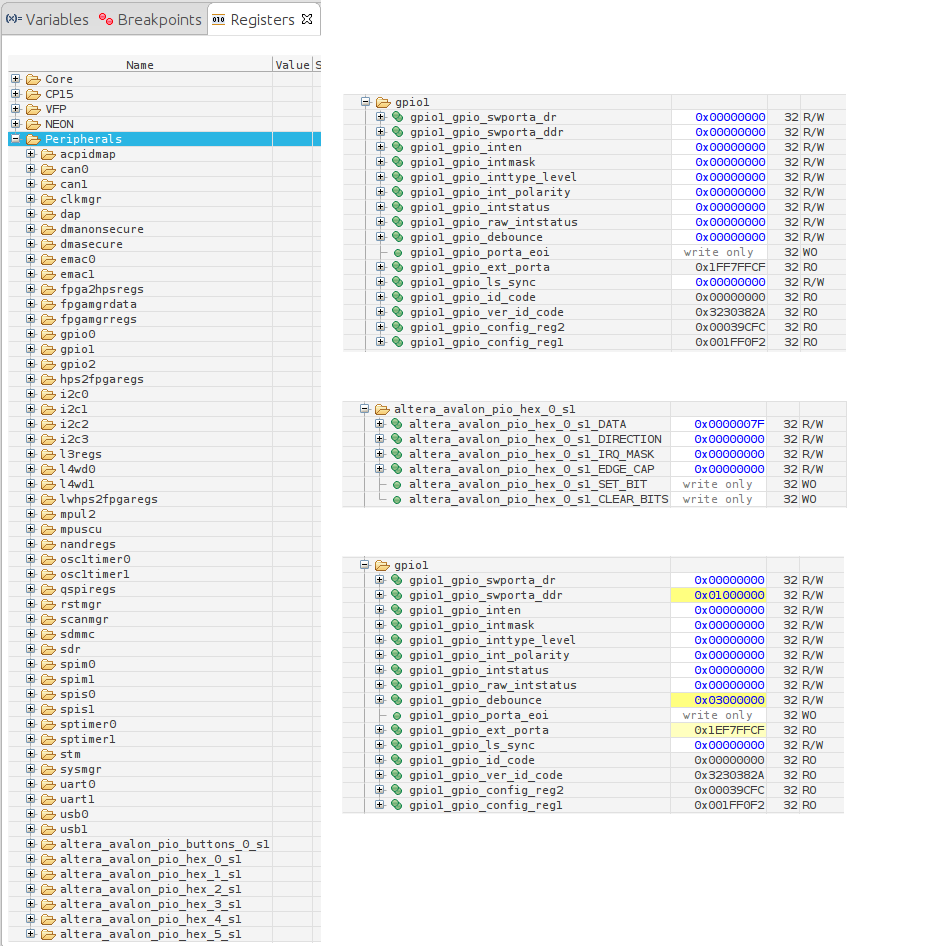 (x)= Variables Breakpoints 010 Registers
Name Value S
Core
CP15
VFP
NEON
Peripherals
acpidmap
can0
can1
clkmgr
dap
dmanonsecure
dmasecure
emac0
emac1
fpga2hpsregs
fpgamgrdata
fpgamgrregs
gpio0
gpio1
gpio2
hps2fpgaregs
i2c0
i2c1
i2c2
i2c3
l3regs
l4wd0
l4wd1
lwhps2fpgaregs
mpul2
mpuscu
nandregs
osc1timer0
osc1timer1
qspiregs
rstmgr
scanmgr
sdmmc
sdr
spim0
spim1
spis0
spis1
sptimer0
sptimer1
stm
sysmgr
uart0
uart1
usb0
usb1
altera_avalon_pio_buttons_0_s1
altera_avalon_pio_hex_0_s1
altera_avalon_pio_hex_1_s1
altera_avalon_pio_hex_2_s1
altera_avalon_pio_hex_3_s1
altera_avalon_pio_hex_4_s1
altera_avalon_pio_hex_5_s1
gpio1
gpio1_gpio_swporta_dr 0x00000000 32 R/W
gpio1_gpio_swporta_ddr 0x00000000 32 R/W
gpio1_gpio_inten 0x00000000 32 R/W
gpio1_gpio_intmask 0x00000000 32 R/W
gpio1_gpio_inttype_level 0x00000000 32 R/W
gpio1_gpio_int_polarity 0x00000000 32 R/W
gpio1_gpio_intstatus 0x00000000 32 R/W
gpio1_gpio_raw_intstatus 0x00000000 32 R/W
gpio1_gpio_debounce 0x00000000 32 R/W
gpio1_gpio_porta_eoi write only 32 WO
gpio1_gpio_ext_porta 0x1FF7FFCF 32 RO
gpio1_gpio_ls_sync 0x00000000 32 R/W
gpio1_gpio_id_code 0x00000000 32 RO
gpio1_gpio_ver_id_code 0x3230382A 32 RO
gpio1_gpio_config_reg2 0x00039CFC 32 RO
gpio1_gpio_config_reg1 0x001FF0F2 32 RO
altera_avalon_pio_hex_0_s1
altera_avalon_pio_hex_0_s1_DATA 0x0000007F 32 R/W
altera_avalon_pio_hex_0_s1_DIRECTION 0x00000000 32 R/W
altera_avalon_pio_hex_0_s1_IRQ_MASK 0x00000000 32 R/W
altera_avalon_pio_hex_0_s1_EDGE_CAP 0x00000000 32 R/W
altera_avalon_pio_hex_0_s1_SET_BIT write only 32 WO
altera_avalon_pio_hex_0_s1_CLEAR_BITS write only 32 WO
gpio1
gpio1_gpio_swporta_dr 0x00000000 32 R/W
gpio1_gpio_swporta_ddr 0x01000000 32 R/W
gpio1_gpio_inten 0x00000000 32 R/W
gpio1_gpio_intmask 0x00000000 32 R/W
gpio1_gpio_inttype_level 0x00000000 32 R/W
gpio1_gpio_int_polarity 0x00000000 32 R/W
gpio1_gpio_intstatus 0x00000000 32 R/W
gpio1_gpio_raw_intstatus 0x00000000 32 R/W
gpio1_gpio_debounce 0x03000000 32 R/W
gpio1_gpio_porta_eoi write only 32 WO
gpio1_gpio_ext_porta 0x1EF7FFCF 32 RO
gpio1_gpio_ls_sync 0x00000000 32 R/W
gpio1_gpio_id_code 0x00000000 32 RO
gpio1_gpio_ver_id_code 0x3230382A 32 RO
gpio1_gpio_config_reg2 0x00039CFC 32 RO
gpio1_gpio_config_reg1 0x001FF0F2 32 RO